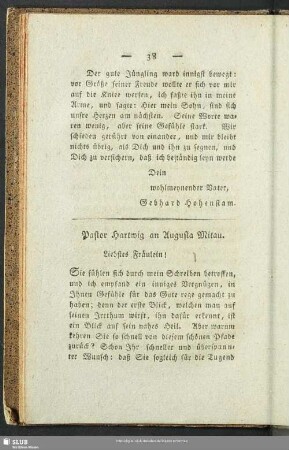 — 38 —
Der gute Jüngling ward innigst bewegt:
vor Größe seiner Freude wollte er sich vor mir
auf die Kniee werfen, ich faßte ihn in meine
Arme, und sagte: Hier mein Sohn, sind sich
unsre Herzen am nächsten. Seine Worte wa-
ren wenig, aber seine Gefühle stark. Wir
schieden gerührt von einander, und mir bleibt
nichts übrig, als Dich und ihn zu segnen, und
Dich zu versichern, daß ich beständig seyn werde
Dein
wohlmeynender Vater,
Gebhard Hohenstam.
Pastor Hartwig an Augusta Mitau.
Liebstes Fräulein!
Sie fühlen sich durch mein Schreiben betroffen,
und ich empfand ein inniges Vergnügen, in
Ihnen Gefühle für das Gute rege gemacht zu
haben; denn der erste Blick, welchen man auf
seinen Irrthum wirft, ihn dafür erkennt, ist
ein Blick auf sein nahes Heil. Aber warum
kehren Sie so schnell von diesem schönen Pfade
zurück? Schon Ihr schneller und überspann-
ter Wunsch: daß Sie sogleich für die Tugend
SLUB